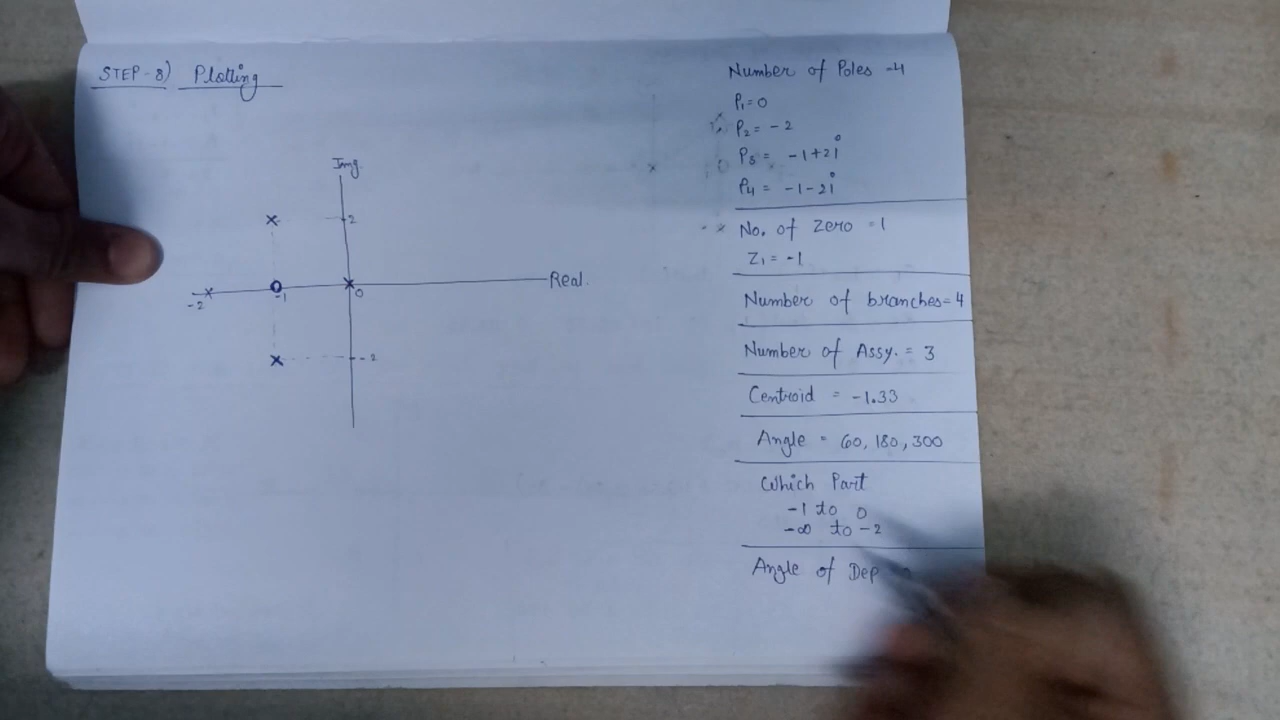 STEP-8) Plotting
Img.
2
-2
-1
0
Real.
-2
Number of Poles -4
P1=0
P2= -2
P3= -1+2i
P4= -1-2i
No. of Zero =1
Z1= -1
Number of branches=4
Number of Assy. = 3
Centroid = -1.33
Angle = 60, 180, 300
Which Part
-1 to 0
-∞ to -2
Angle of Dep